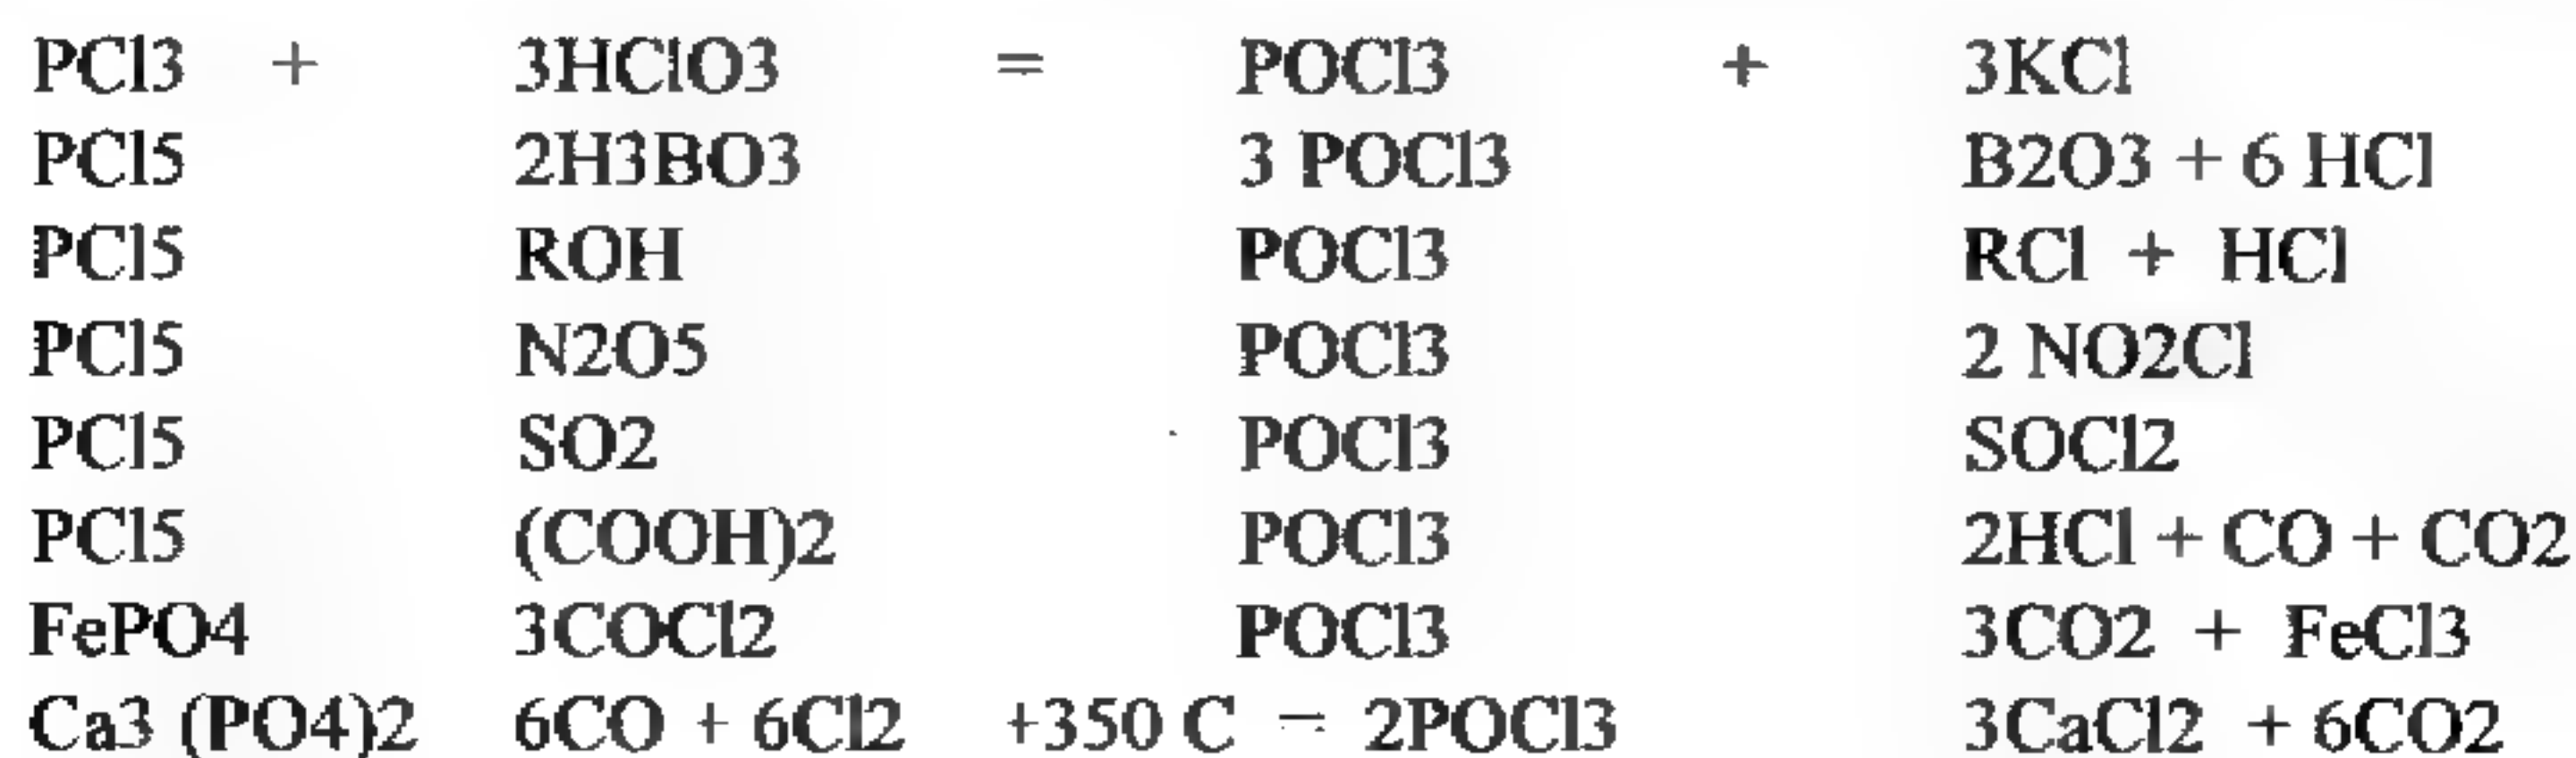 PCl3 + 3HClO3 = POCl3 + 3KCl
PCl5 2H3BO3 3 POCl3 B2O3 + 6 HCl
PCl5 ROH POCl3 RCl + HCl
PCl5 N2O5 POCl3 2 NO2Cl
PCl5 SO2 POCl3 SOCl2
PCl5 (COOH)2 POCl3 2HCl + CO + CO2
FePO4 3COCl2 POCl3 3CO2 + FeCl3
Ca3 (PO4)2 6CO + 6Cl2 +350 C − 2POCl3 3CaCl2 + 6CO2